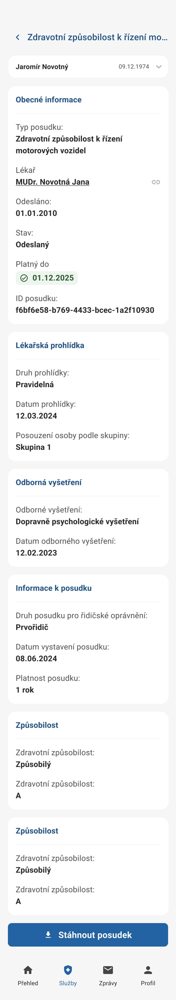 Zdravotní způsobilost k řízení mo...
Jaromír Novotný 09.12.1974
Obecné informace
Typ posudku:
Zdravotní způsobilost k řízení
motorových vozidel
Lékař
MUDr. Novotná Jana
Odesláno:
01.01.2010
Stav:
Odeslaný
Platný do
01.12.2025
ID posudku:
f6bf6e58-b769-4433-bcec-1a2f10930
Lékařská prohlídka
Druh prohlídky:
Pravidelná
Datum prohlídky:
12.03.2024
Posouzení osoby podle skupiny:
Skupina 1
Odborná vyšetření
Odborné vyšetření:
Dopravně psychologické vyšetření
Datum odborného vyšetření:
12.02.2023
Informace k posudku
Druh posudku pro řidičské oprávnění:
Prvořidič
Datum vystavení posudku:
08.06.2024
Platnost posudku:
1 rok
Způsobilost
Zdravotní způsobilost:
Způsobilý
Zdravotní způsobilost:
A
Způsobilost
Zdravotní způsobilost:
Způsobilý
Zdravotní způsobilost:
A
Stáhnout posudek
Přehled Služby Zprávy Profil